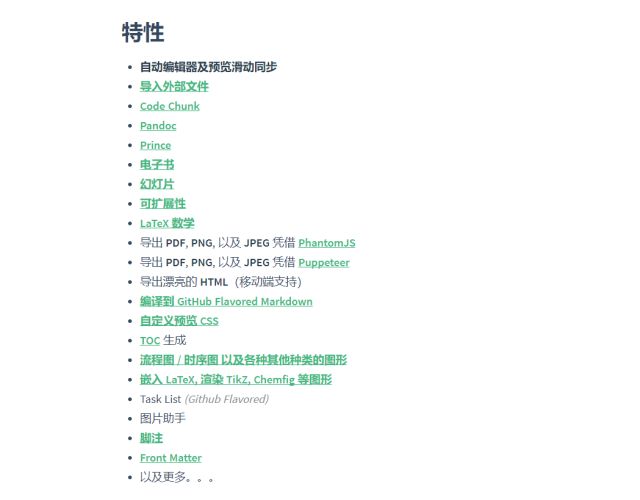 特性
自动编辑器及预览滑动同步
导入外部文件
Code Chunk
Pandoc
Prince
电子书
幻灯片
可扩展性
LaTeX 数学
导出 PDF, PNG, 以及 JPEG 凭借 PhantomJS
导出 PDF, PNG, 以及 JPEG 凭借 Puppeteer
导出漂亮的 HTML（移动端支持）
编译到 GitHub Flavored Markdown
自定义预览 CSS
TOC 生成
流程图 / 时序图 以及各种其他种类的图形
嵌入 LaTeX, 渲染 TikZ, Chemfig 等图形
Task List (Github Flavored)
图片助手
脚注
Front Matter
以及更多。。。